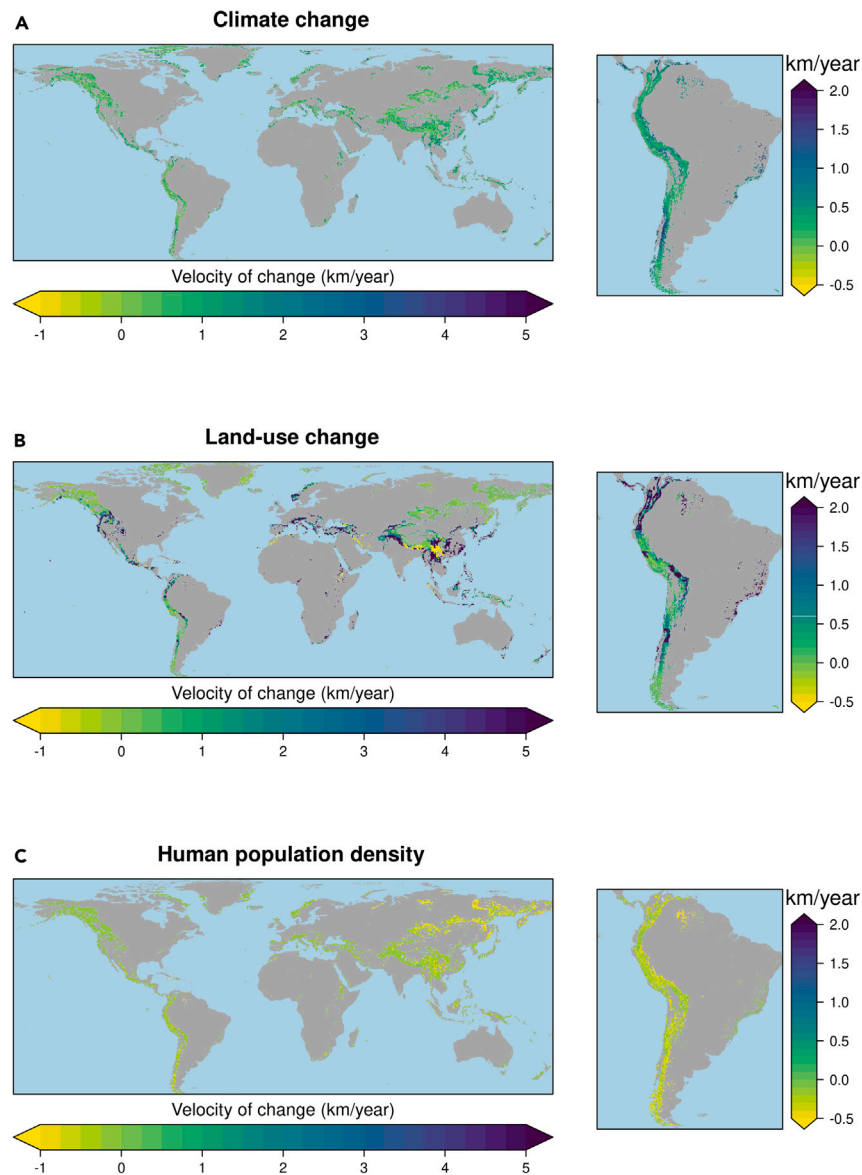 A
Climate change
km/year
2.0
1.5
1.0
0.5
0.0
-0.5
Velocity of change (km/year)
-1 0 1 2 3 4 5
B
Land-use change
km/year
2.0
1.5
1.0
0.5
0.0
-0.5
Velocity of change (km/year)
-1 0 1 2 3 4 5
C
Human population density
km/year
2.0
1.5
1.0
0.5
0.0
-0.5
Velocity of change (km/year)
-1 0 1 2 3 4 5